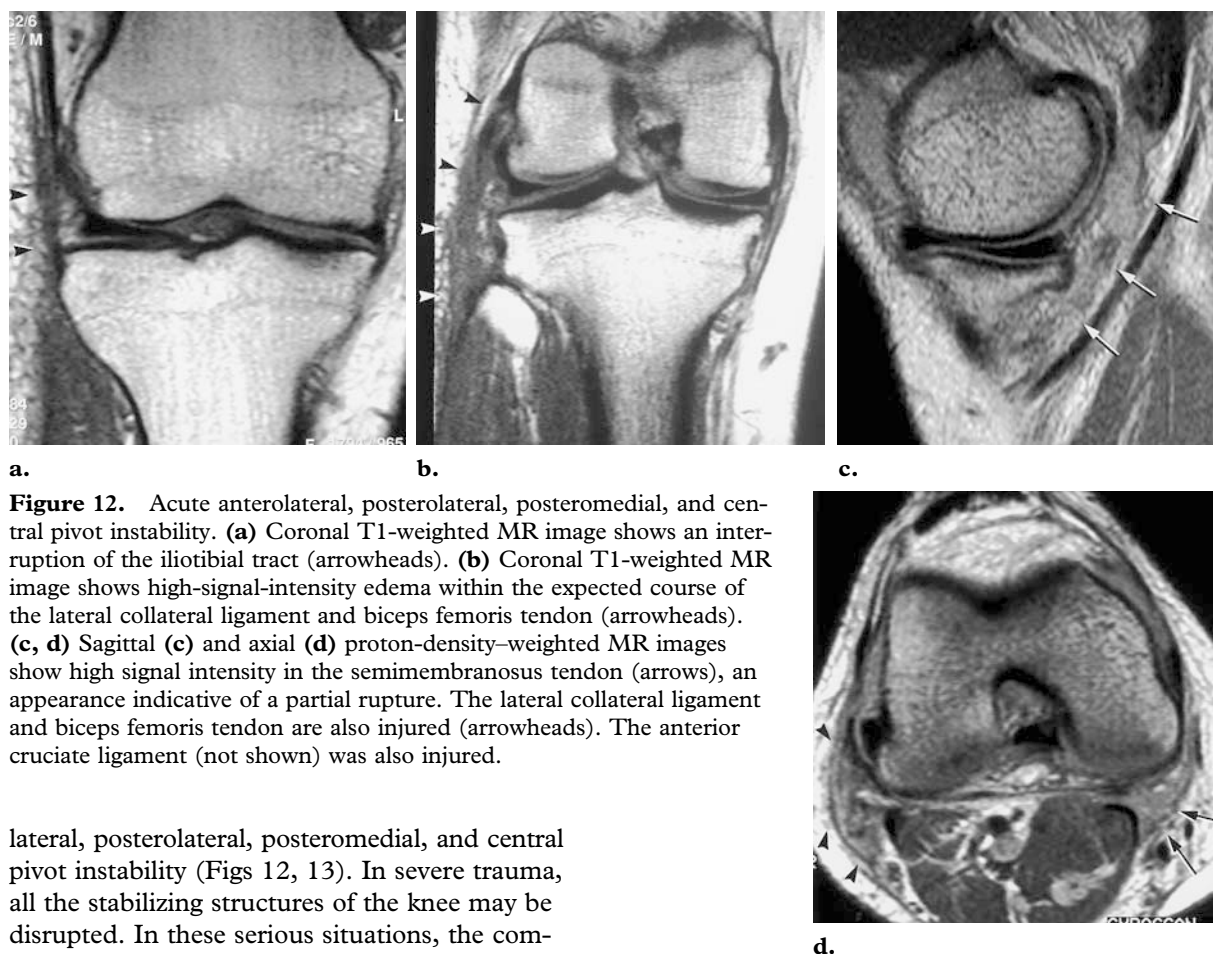 c2/6
E / M
L
84
29
0
a.
b.
c.
Figure 12. Acute anterolateral, posterolateral, posteromedial, and cen-
tral pivot instability. (a) Coronal T1-weighted MR image shows an inter-
ruption of the iliotibial tract (arrowheads). (b) Coronal T1-weighted MR
image shows high-signal-intensity edema within the expected course of
the lateral collateral ligament and biceps femoris tendon (arrowheads).
(c, d) Sagittal (c) and axial (d) proton-density–weighted MR images
show high signal intensity in the semimembranosus tendon (arrows), an
appearance indicative of a partial rupture. The lateral collateral ligament
and biceps femoris tendon are also injured (arrowheads). The anterior
cruciate ligament (not shown) was also injured.
lateral, posterolateral, posteromedial, and central
pivot instability (Figs 12, 13). In severe trauma,
all the stabilizing structures of the knee may be
disrupted. In these serious situations, the com-
d.